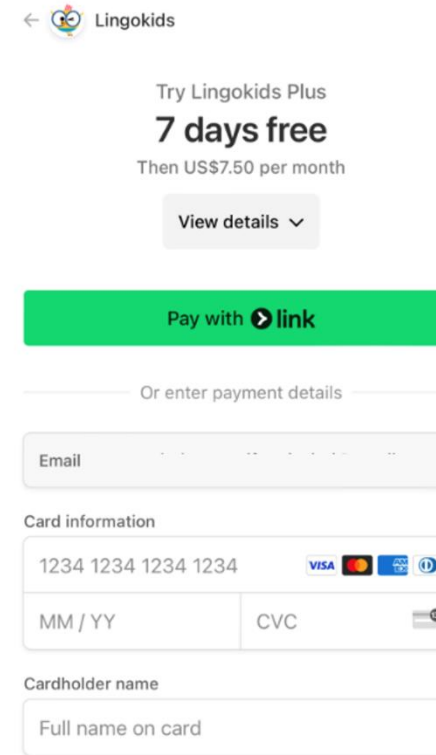 Lingokids
Try Lingokids Plus
7 days free
Then US$7.50 per month
View details
Pay with link
Or enter payment details
Email
Card information
1234 1234 1234 1234 VISA
MM / YY CVC
Cardholder name
Full name on card